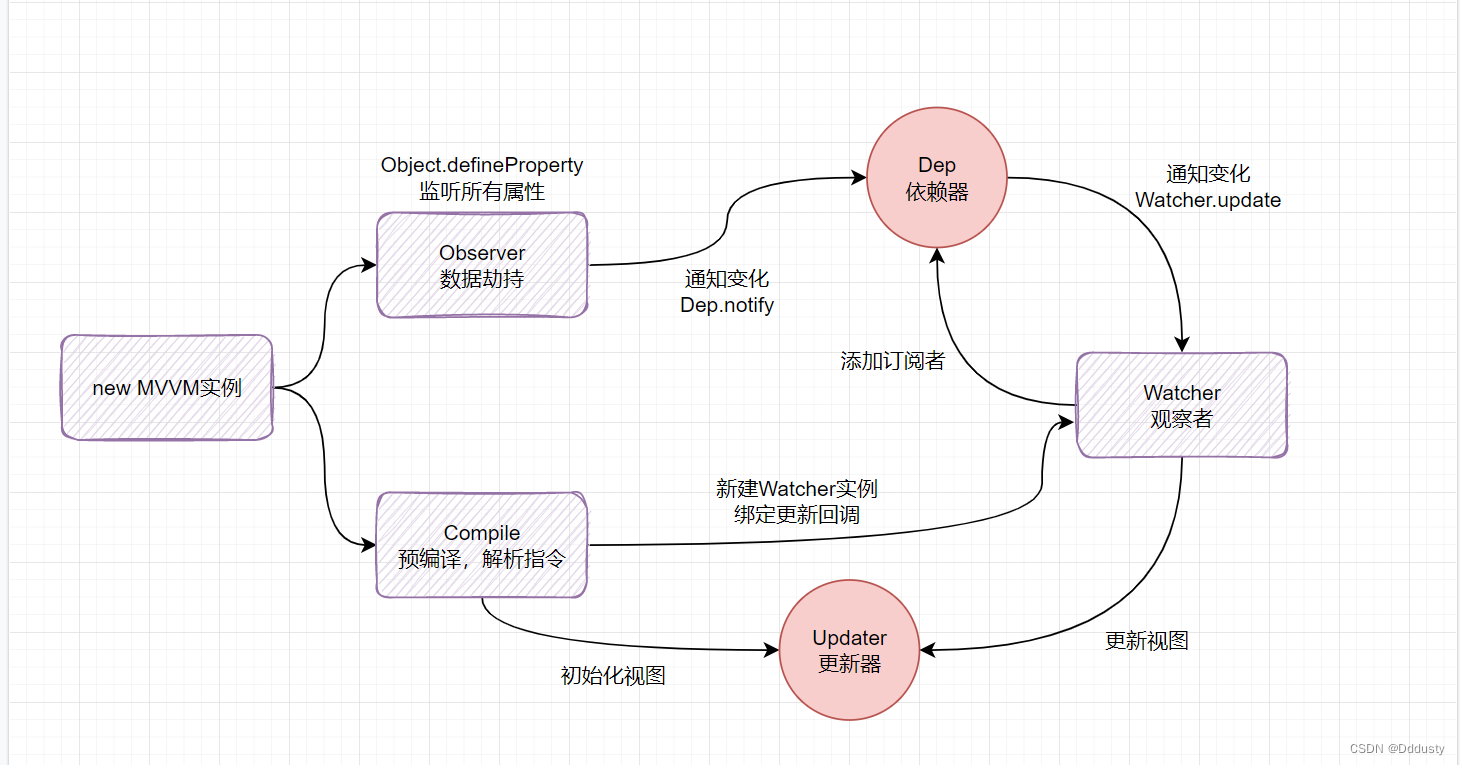 Object.defineProperty
监听所有属性
Observer
数据劫持
通知变化
Dep.notify
Dep
依赖器
通知变化
Watcher.update
new MVVM实例
添加订阅者
Watcher
观察者
Compile
预编译，解析指令
新建Watcher实例
绑定更新回调
初始化视图
Updater
更新器
更新视图
CSDN @Dddusty